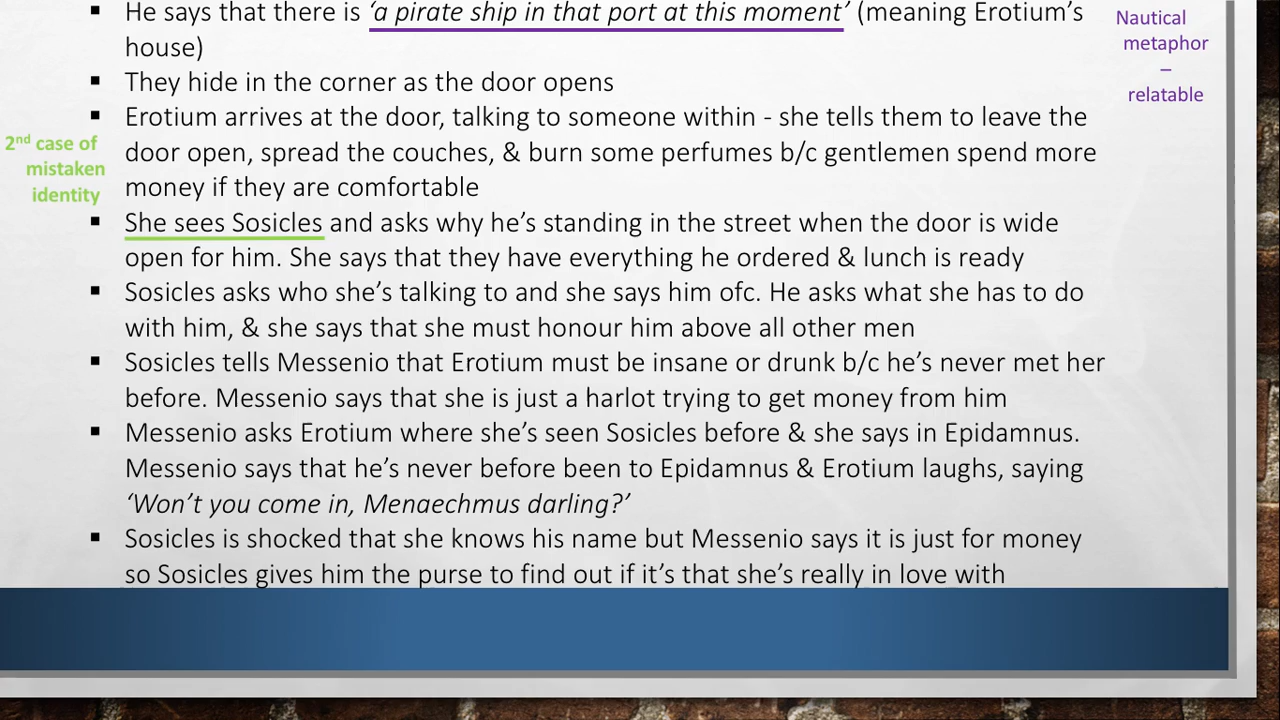 ▪ He says that there is ‘a pirate ship in that port at this moment’ (meaning Erotium’s
house)
Nautical
metaphor
–
relatable
▪ They hide in the corner as the door opens
▪ Erotium arrives at the door, talking to someone within - she tells them to leave the
door open, spread the couches, & burn some perfumes b/c gentlemen spend more
money if they are comfortable
2nd case of
mistaken
identity
▪ She sees Sosicles and asks why he’s standing in the street when the door is wide
open for him. She says that they have everything he ordered & lunch is ready
▪ Sosicles asks who she’s talking to and she says him ofc. He asks what she has to do
with him, & she says that she must honour him above all other men
▪ Sosicles tells Messenio that Erotium must be insane or drunk b/c he’s never met her
before. Messenio says that she is just a harlot trying to get money from him
▪ Messenio asks Erotium where she’s seen Sosicles before & she says in Epidamnus.
Messenio says that he’s never before been to Epidamnus & Erotium laughs, saying
‘Won’t you come in, Menaechmus darling?’
▪ Sosicles is shocked that she knows his name but Messenio says it is just for money
so Sosicles gives him the purse to find out if it’s that she’s really in love with